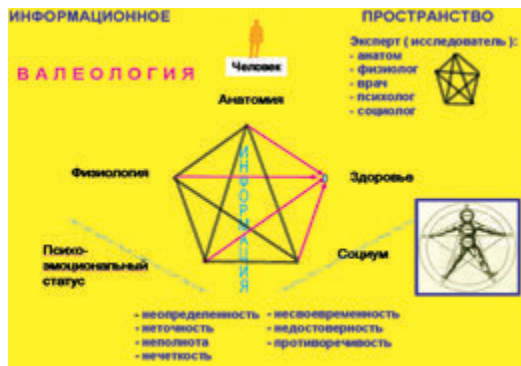 ИНФОРМАЦИОННОЕ ПРОСТРАНСТВО
ВАЛЕОЛОГИЯ
Человек
Эксперт ( исследователь ):
- анатом
- физиолог
- врач
- психолог
- социолог
Анатомия
Физиология
ИНФОРМАЦИЯ
Здоровье
Психо-
эмоциональный
статус
Социум
- неопределенность
- неточность
- неполнота
- нечеткость
- несвоевременность
- недостоверность
- противоречивость